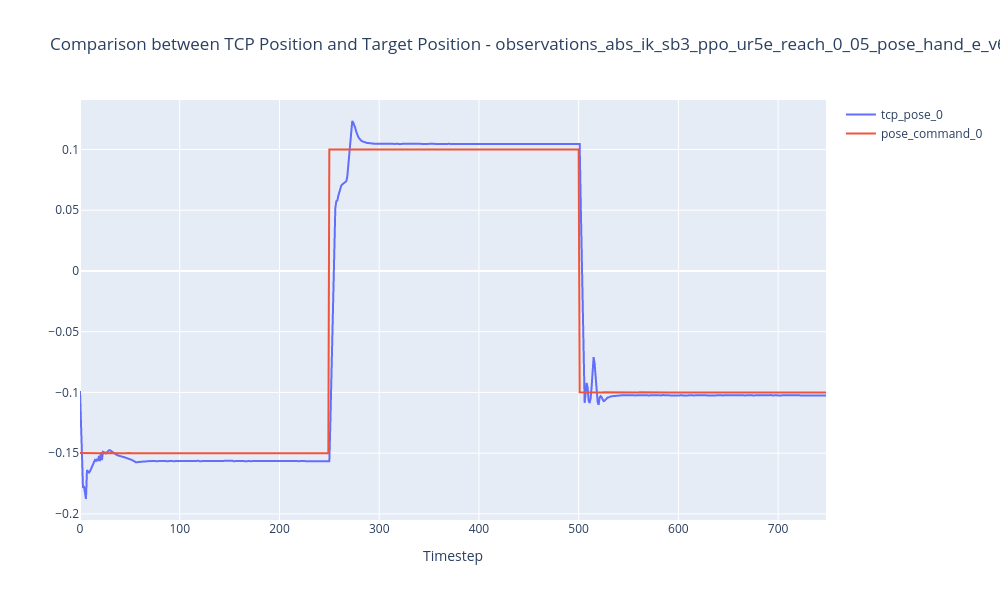 Comparison between TCP Position and Target Position - observations_abs_ik_sb3_ppo_ur5e_reach_0_05_pose_hand_e_v6
tcp_pose_0
pose_command_0
0.1
0.05
0
−0.05
−0.1
−0.15
−0.2
0 100 200 300 400 500 600 700
Timestep